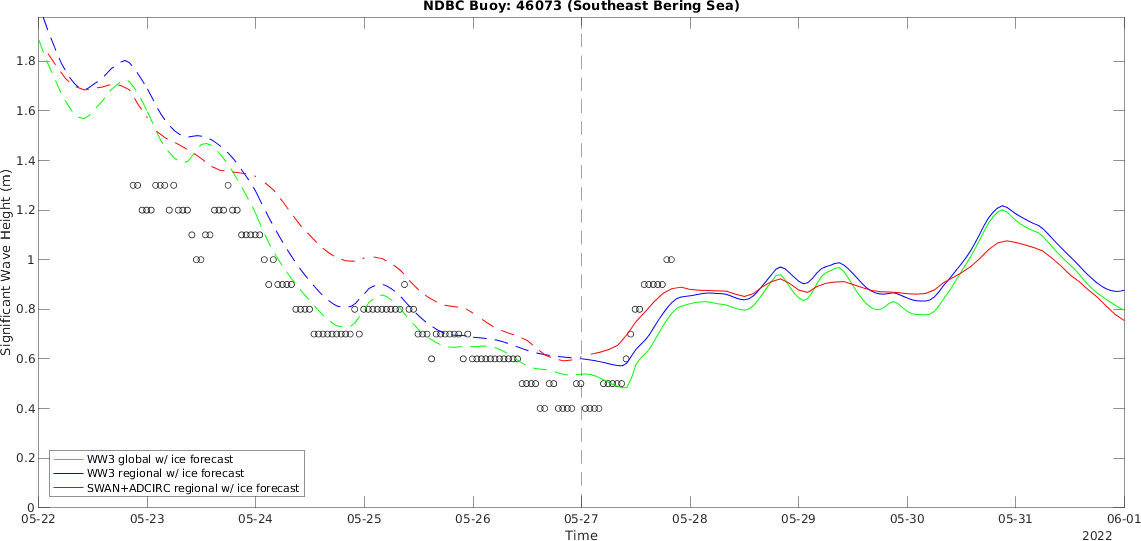 NDBC Buoy: 46073 (Southeast Bering Sea)
Significant Wave Height (m)
1.8
1.6
1.4
1.2
1
0.8
0.6
0.4
0.2
0
WW3 global w/ ice forecast
WW3 regional w/ ice forecast
SWAN+ADCIRC regional w/ ice forecast
05-22 05-23 05-24 05-25 05-26 05-27 05-28 05-29 05-30 05-31 06-01
Time
2022